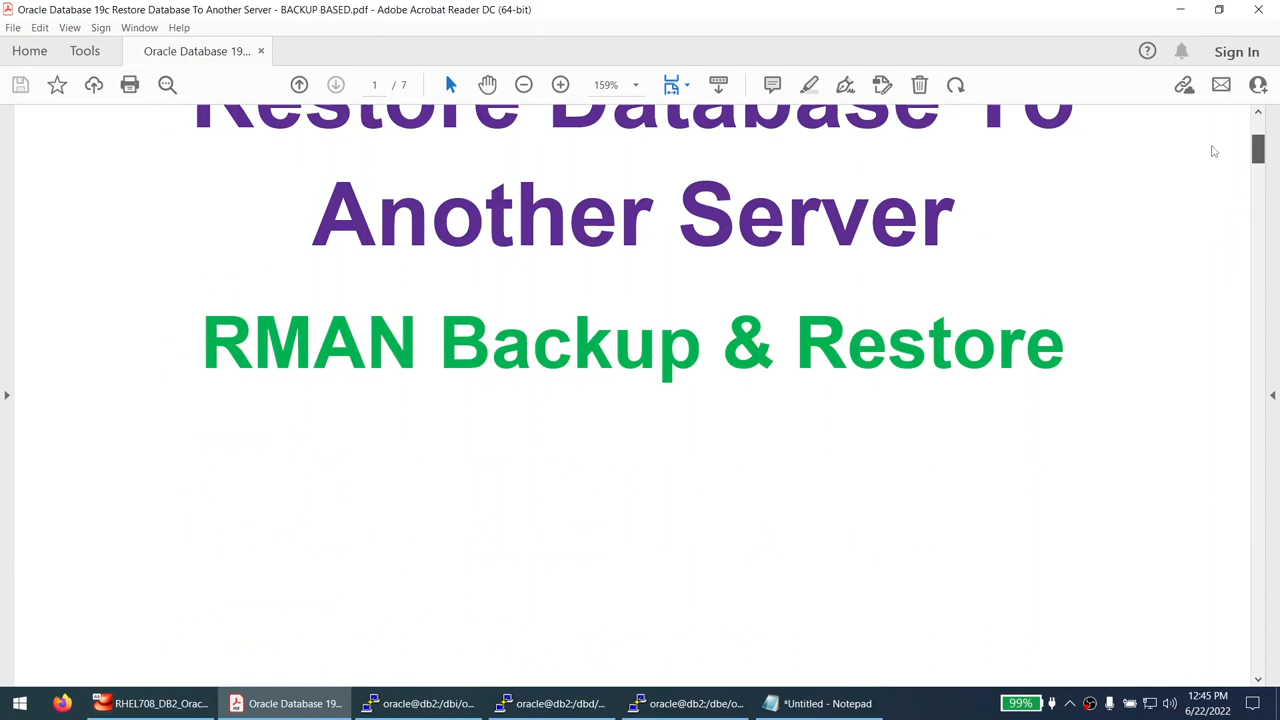 Oracle Database 19c Restore Database To Another Server - BACKUP BASED.pdf - Adobe Acrobat Reader DC (64-bit)
File Edit View Sign Window Help
Home Tools Oracle Database 19... × Sign In
1 / 7 159%
Restore Database To
Another Server
RMAN Backup & Restore
RHEL708_DB2_Orac... Oracle Database 19... oracle@db2:/dbi/o... oracle@db2:/dbd/... oracle@db2:/dbe/o... *Untitled - Notepad 99% 12:45 PM
6/22/2022